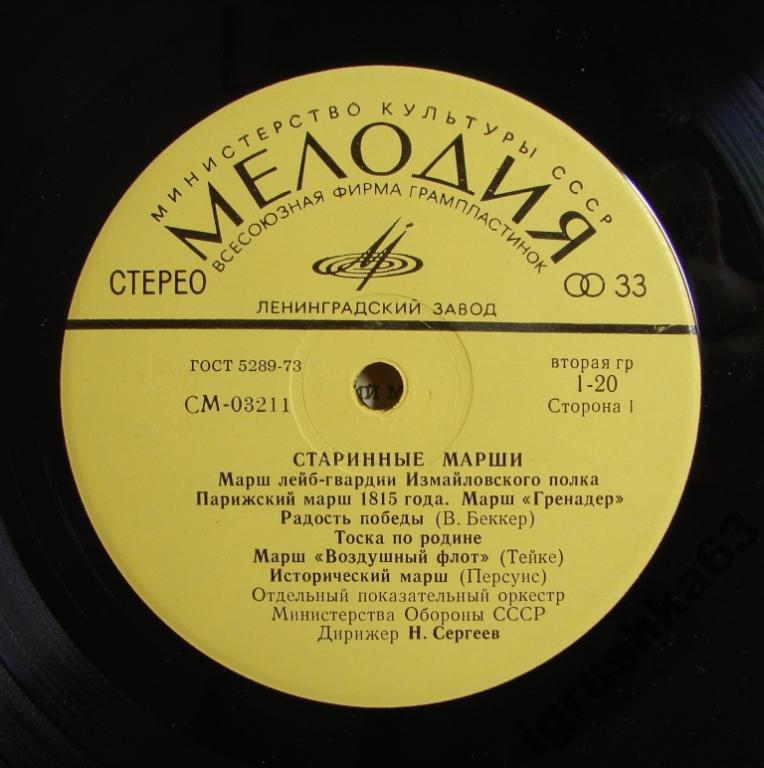 МИНИСТЕРСТВО КУЛЬТУРЫ СССР
МЕЛОДИЯ
ВСЕСОЮЗНАЯ ФИРМА ГРАМПЛАСТИНОК
СТЕРЕО
33
ЛЕНИНГРАДСКИЙ ЗАВОД
ГОСТ 5289-73
вторая гр
СМ-03211
1-20
Сторона 1
СТАРИННЫЕ МАРШИ
Марш лейб-гвардии Измайловского полка
Парижский марш 1815 года. Марш «Гренадер»
Радость победы (В. Беккер)
Тоска по родине
Марш «Воздушный флот» (Тейке)
Исторический марш (Персуис)
Отдельный показательный оркестр
Министерства Обороны СССР
Дирижер Н. Сергеев
igrushka63